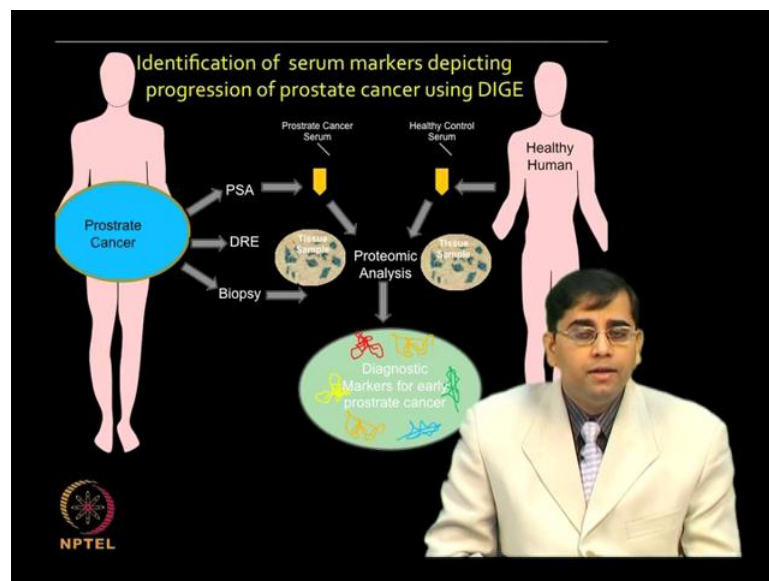 Identification of serum markers depicting
progression of prostate cancer using DIGE
Prostrate Cancer
Serum
Healthy Control
Serum
Healthy
Human
PSA
Prostrate
Cancer
DRE
Tissue
Sample
Proteomic
Analysis
Tissue
Sample
Biopsy
Diagnostic
Markers for early
prostrate cancer
NPTEL